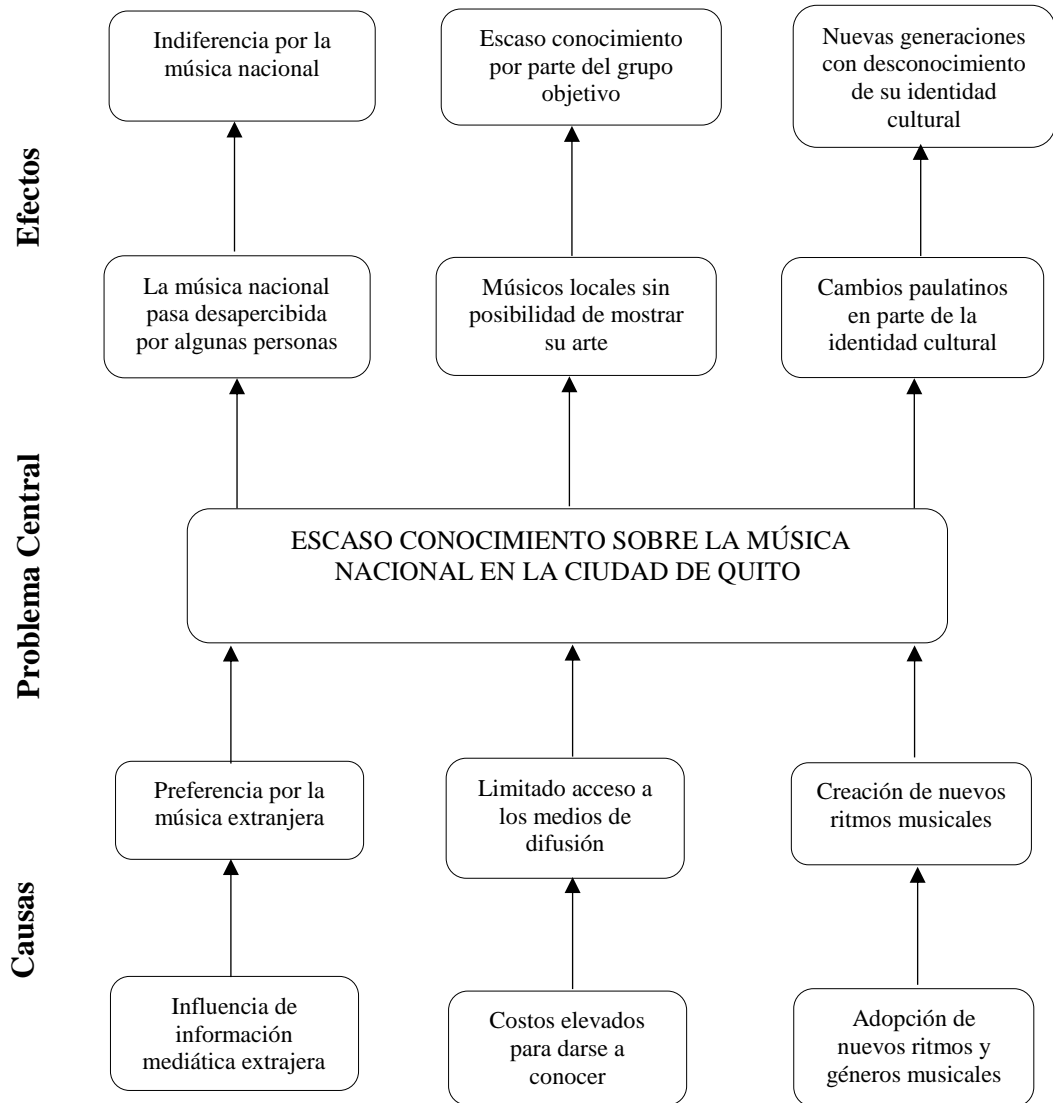 Indiferencia por la
música nacional
Escaso conocimiento
por parte del grupo
objetivo
Nuevas generaciones
con desconocimiento
de su identidad
cultural
Efectos
La música nacional
pasa desapercibida
por algunas personas
Músicos locales sin
posibilidad de mostrar
su arte
Cambios paulatinos
en parte de la
identidad cultural
Problema Central
ESCASO CONOCIMIENTO SOBRE LA MÚSICA
NACIONAL EN LA CIUDAD DE QUITO
Preferencia por la
música extranjera
Limitado acceso a
los medios de
difusión
Creación de nuevos
ritmos musicales
Causas
Influencia de
información
mediática extrajera
Costos elevados
para darse a
conocer
Adopción de
nuevos ritmos y
géneros musicales